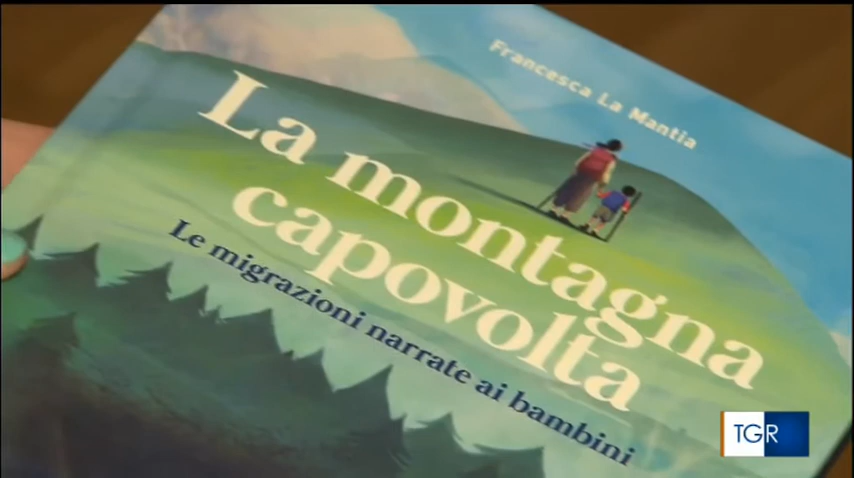 Francesca La Mantia
La montagna
capovolta
Le migrazioni narrate ai bambini
TGR